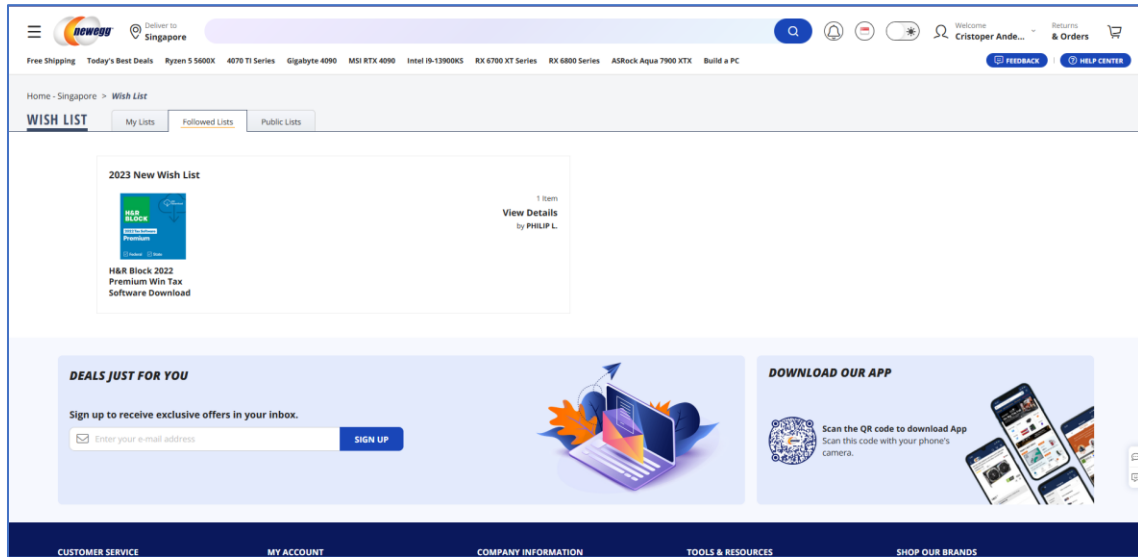 newegg
Deliver to
Singapore
Welcome
Cristoper Ande...
Returns
& Orders
Free Shipping Today's Best Deals Ryzen 5 5600X 4070 TI Series Gigabyte 4090 MSI RTX 4090 Intel i9-13900KS RX 6700 XT Series RX 6800 Series ASRock Aqua 7900 XTX Build a PC
FEEDBACK
HELP CENTER
Home - Singapore > Wish List
WISH LIST
My Lists
Followed Lists
Public Lists
2023 New Wish List
1 Item
View Details
by PHILIP L.
H&R
BLOCK
Premium
H&R Block 2022
Premium Win Tax
Software Download
DEALS JUST FOR YOU
Sign up to receive exclusive offers in your inbox.
Enter your e-mail address
SIGN UP
DOWNLOAD OUR APP
Scan the QR code to download App
Scan this code with your phone's
camera.
CUSTOMER SERVICE
MY ACCOUNT
COMPANY INFORMATION
TOOLS & RESOURCES
SHOP OUR BRANDS